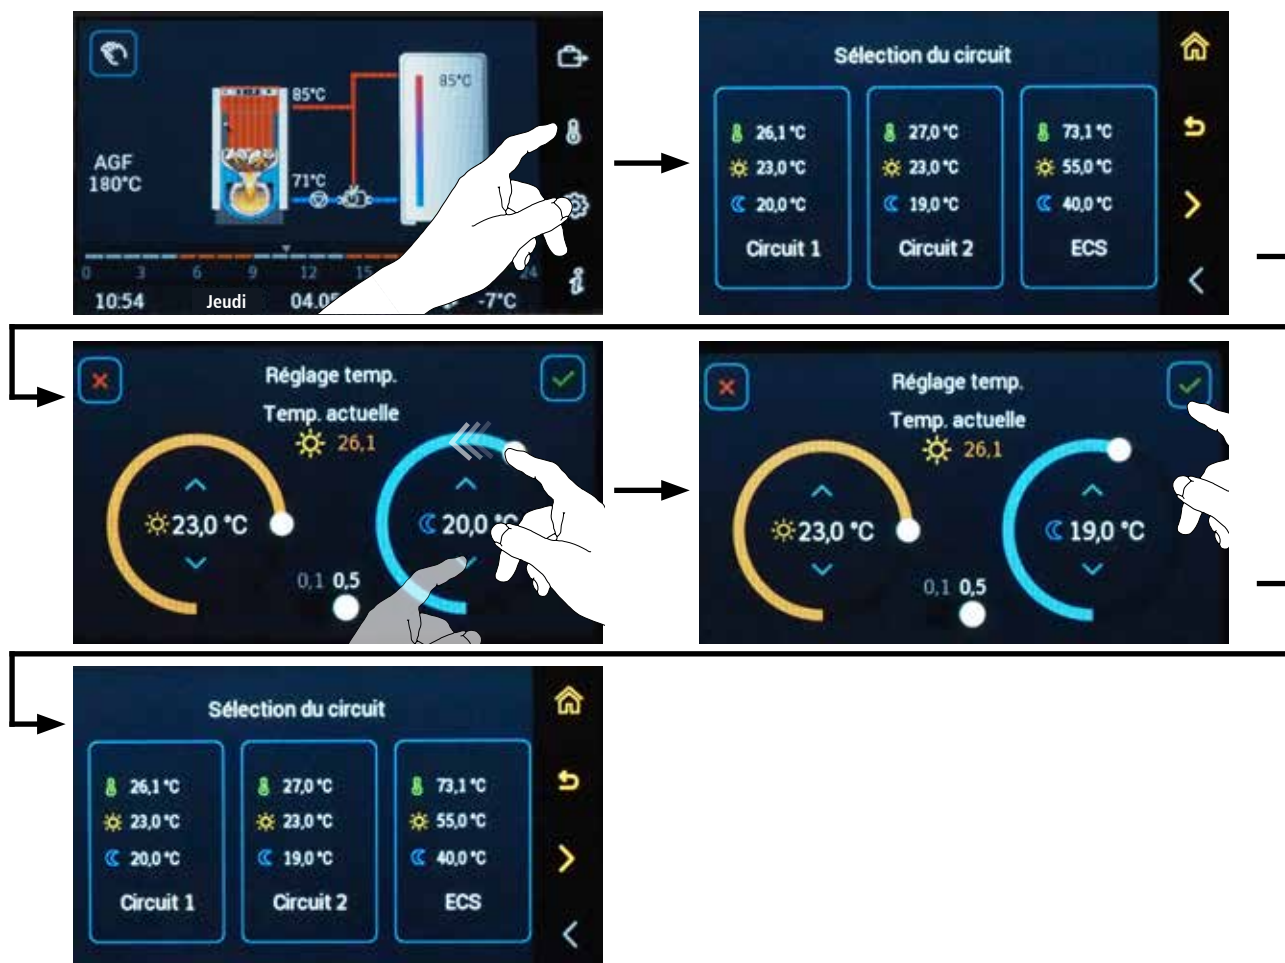 85°C
85°C
AGF
180°C
71°C
0 3 6 9 12 15 24
10:54 Jeudi 04.05 -7°C
Sélection du circuit
26,1 °C 27,0 °C 73,1 °C
23,0 °C 23,0 °C 55,0 °C
20,0 °C 19,0 °C 40,0 °C
Circuit 1 Circuit 2 ECS
Réglage temp.
Temp. actuelle
26,1
23,0 °C 20,0 °C
0,1 0,5
Réglage temp.
Temp. actuelle
26,1
23,0 °C 19,0 °C
0,1 0,5
Sélection du circuit
26,1 °C 27,0 °C 73,1 °C
23,0 °C 23,0 °C 55,0 °C
20,0 °C 19,0 °C 40,0 °C
Circuit 1 Circuit 2 ECS